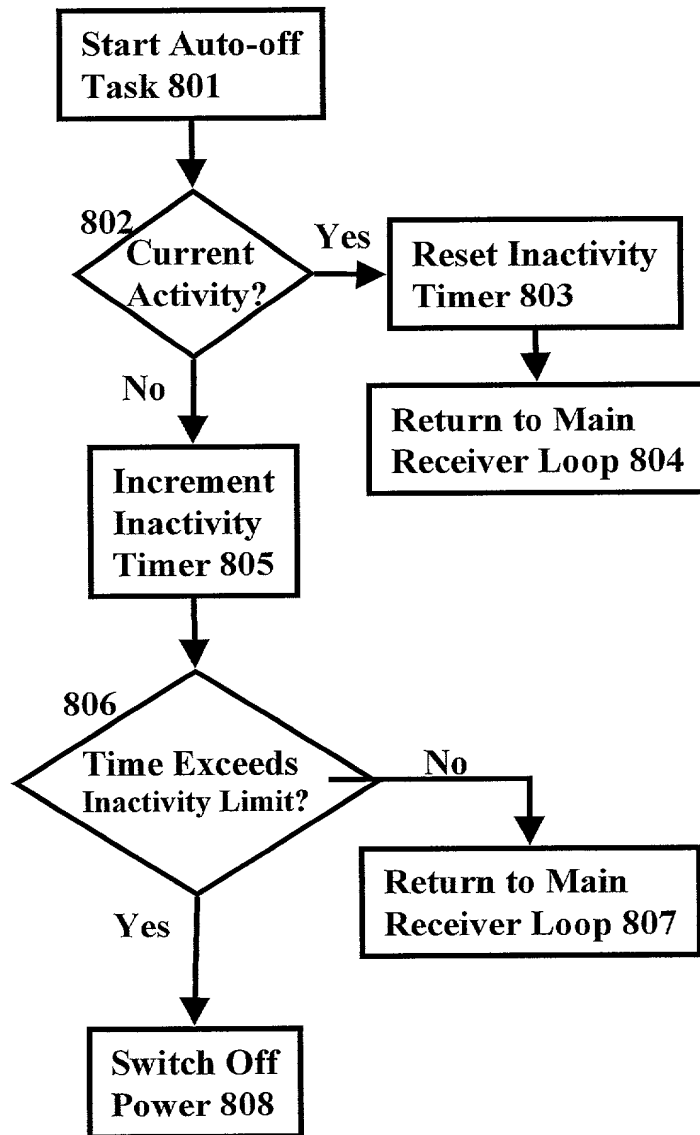 Start Auto-off
Task 801
802
Current
Activity?
Yes
Reset Inactivity
Timer 803
Return to Main
Receiver Loop 804
No
Increment
Inactivity
Timer 805
806
Time Exceeds
Inactivity Limit?
No
Return to Main
Receiver Loop 807
Yes
Switch Off
Power 808